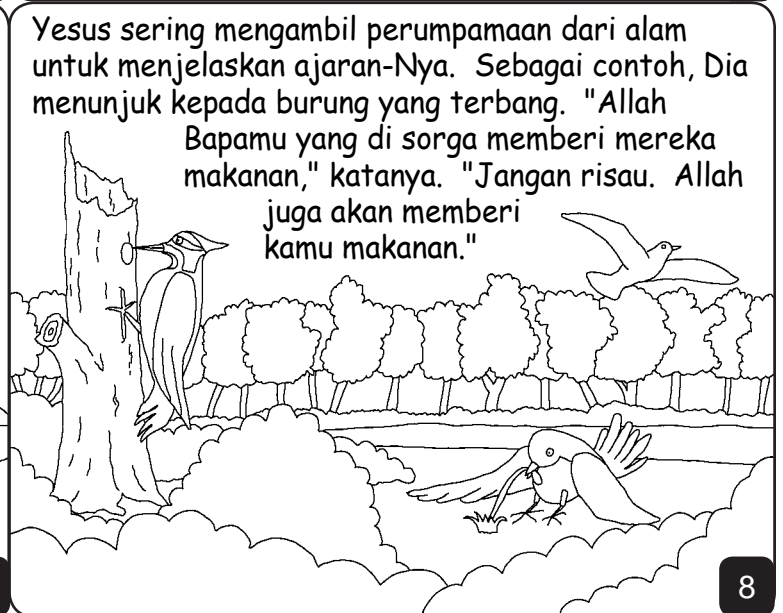 Yesus sering mengambil perumpamaan dari alam
untuk menjelaskan ajaran-Nya.  Sebagai contoh, Dia
menunjuk kepada burung yang terbang.  "Allah
Bapamu yang di sorga memberi mereka
makanan," katanya.  "Jangan risau.  Allah
juga akan memberi
kamu makanan."
8